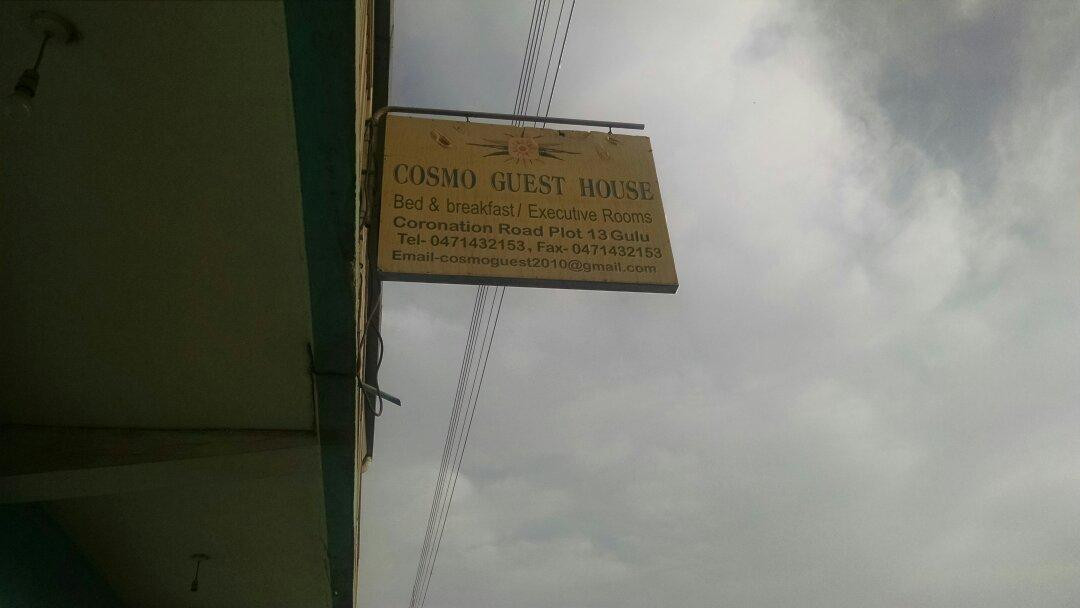 COSMO GUEST HOUSE
Bed & breakfast/ Executive Rooms
Coronation Road Plot 13 Gulu
Tel- 0471432153, Fax- 0471432153
Email-cosmoguest2010@gmail.com